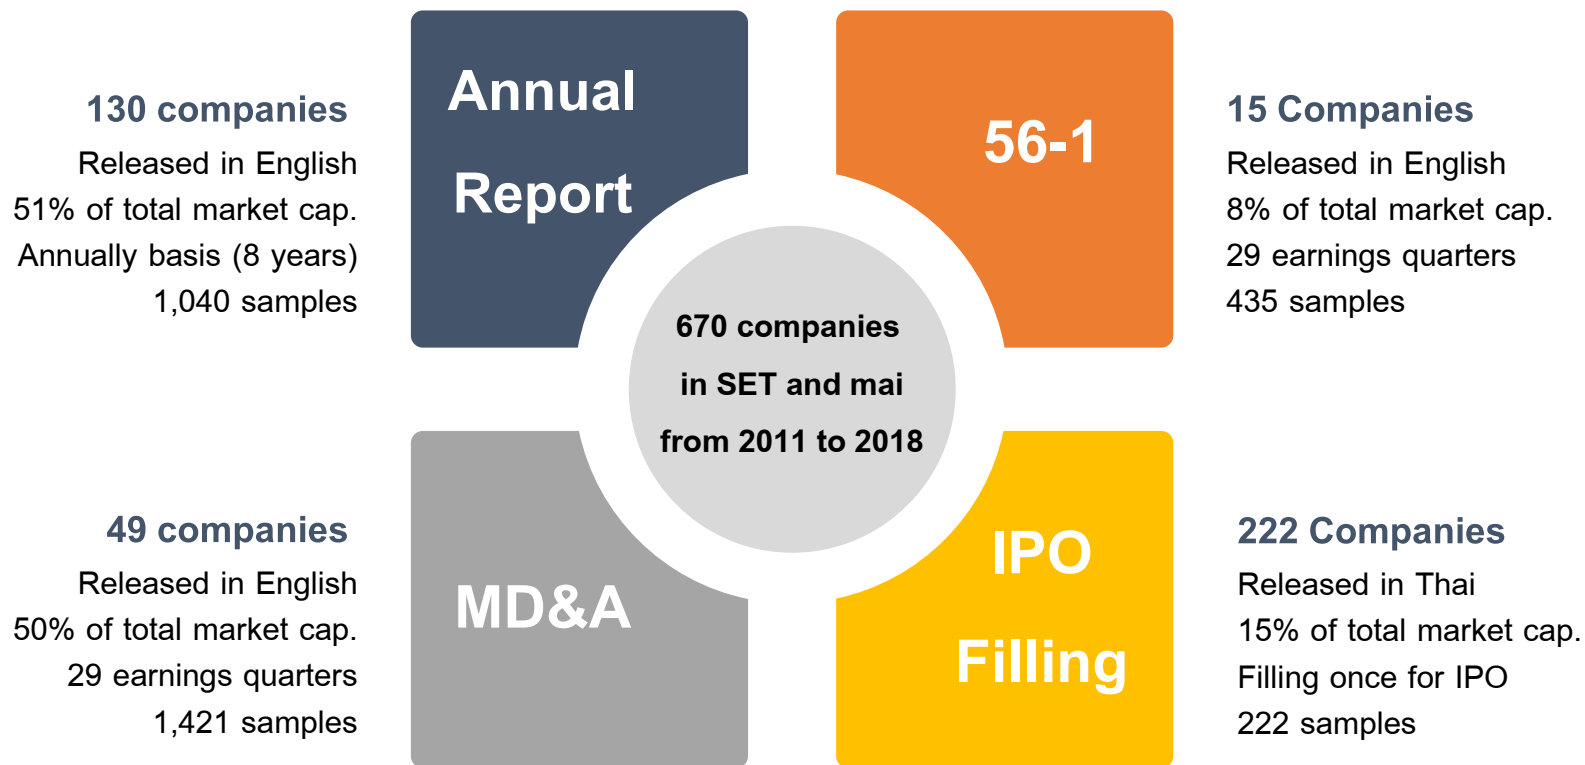 130 companies
Released in English
51% of total market cap.
Annually basis (8 years)
1,040 samples
Annual
Report
56-1
15 Companies
Released in English
8% of total market cap.
29 earnings quarters
435 samples
670 companies
in SET and mai
from 2011 to 2018
49 companies
Released in English
50% of total market cap.
29 earnings quarters
1,421 samples
MD&A
IPO
Filling
222 Companies
Released in Thai
15% of total market cap.
Filling once for IPO
222 samples